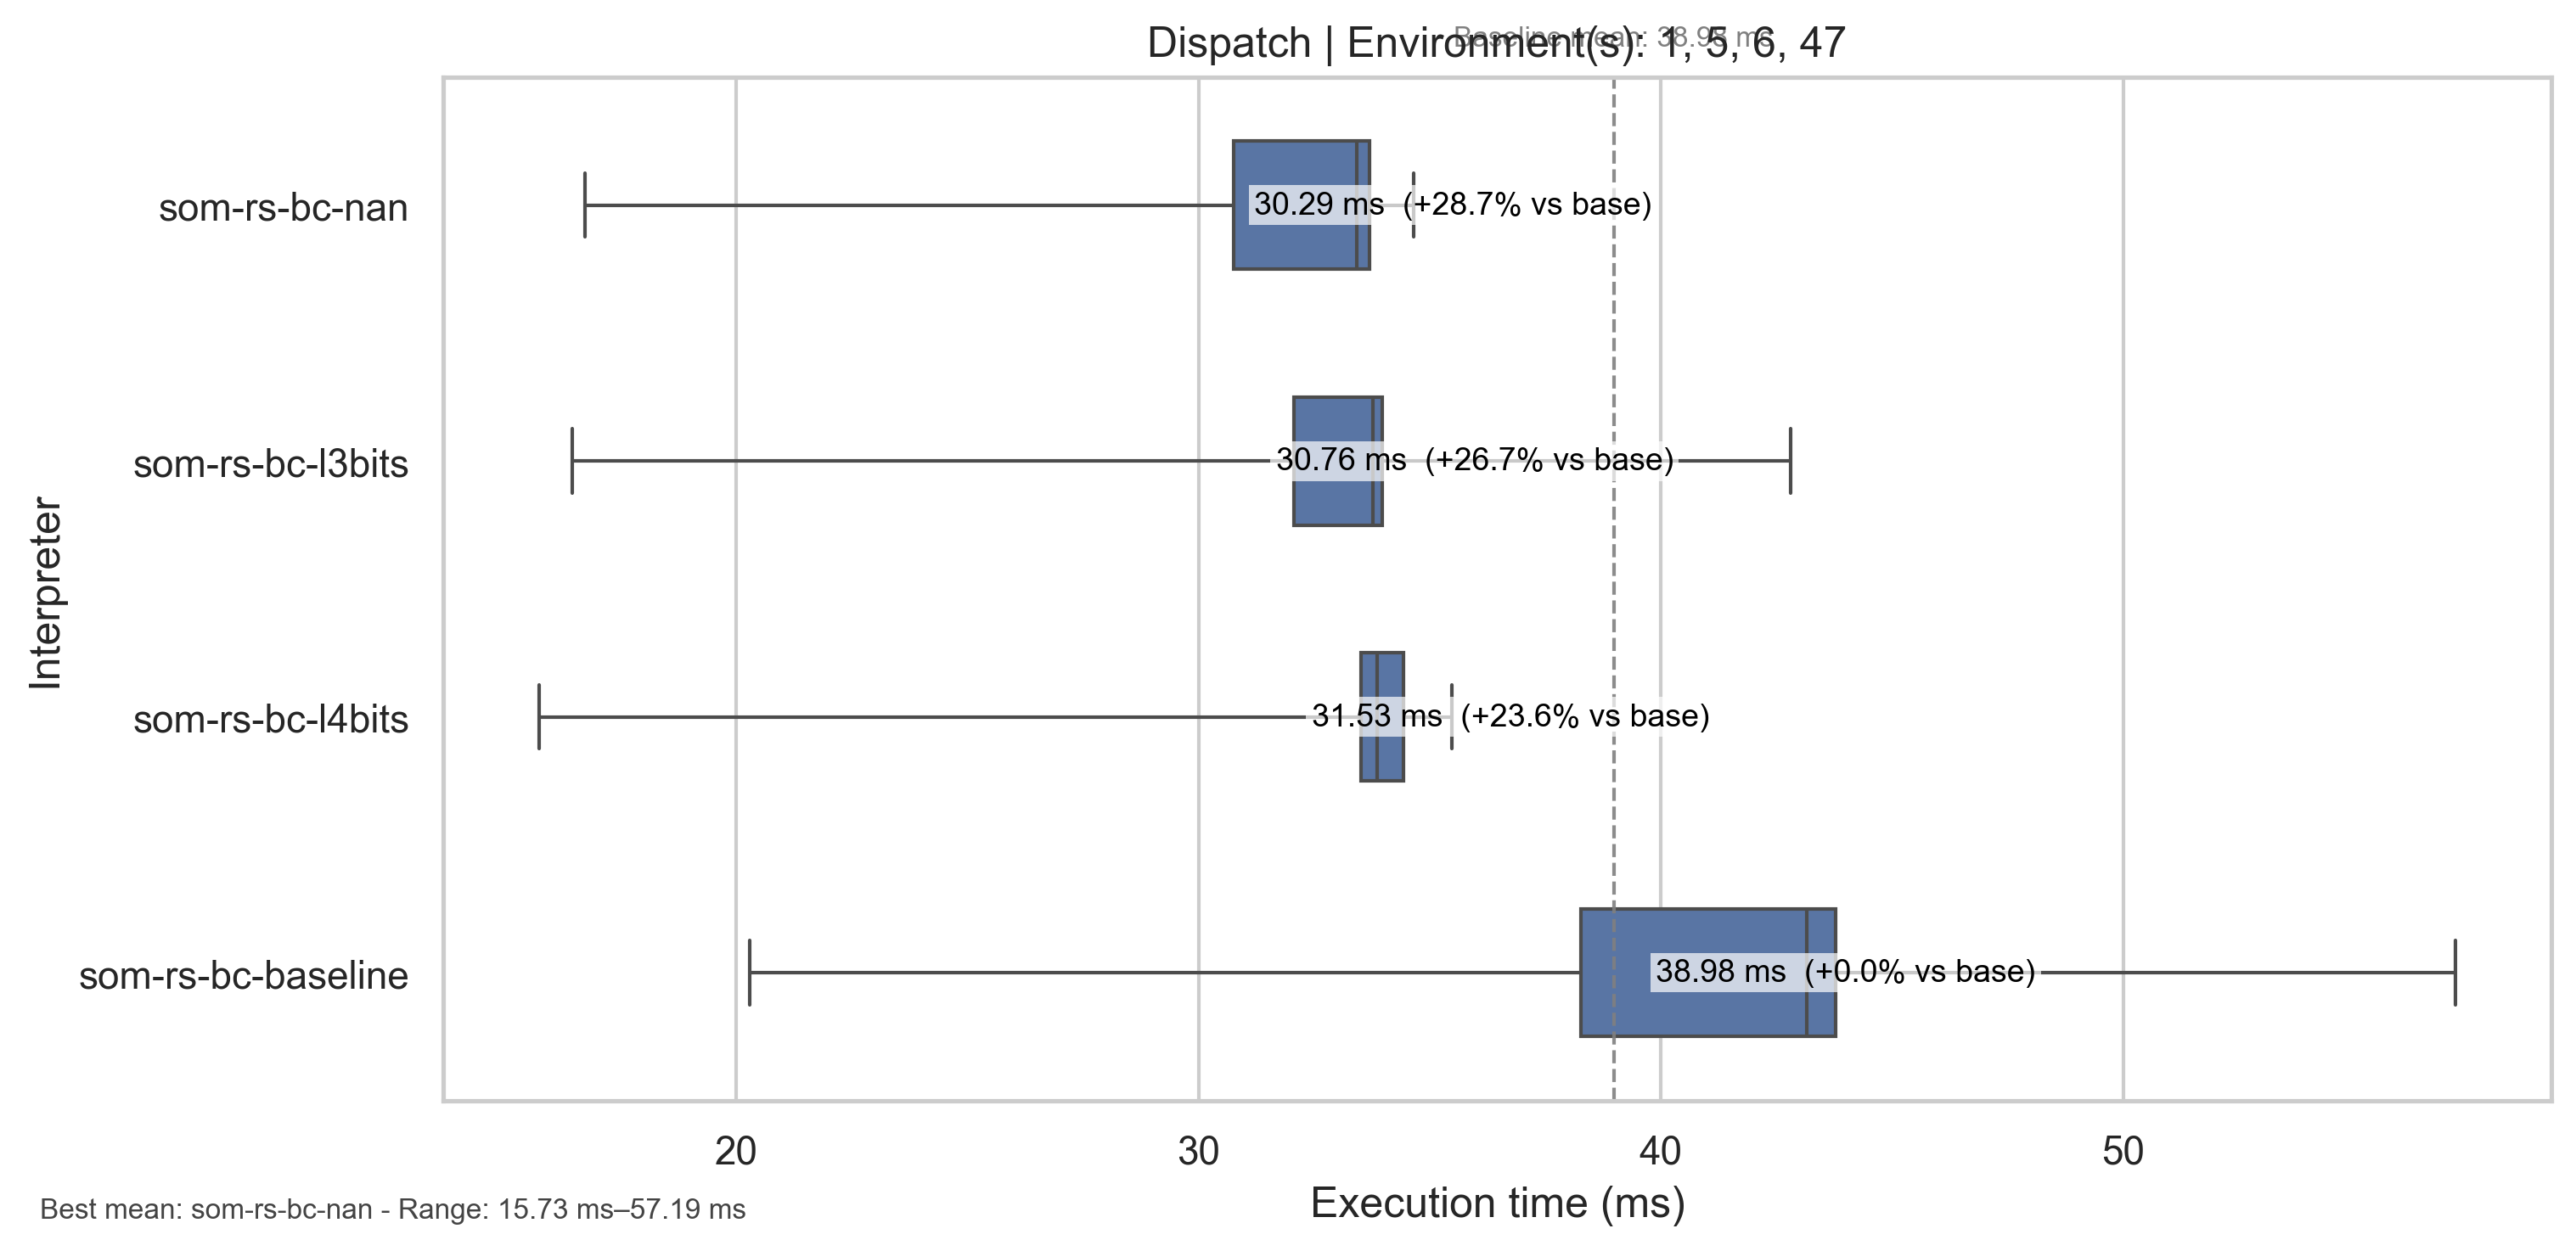 Baseline mean: 38.98 ms
Dispatch | Environment(s): 1, 5, 6, 47
som-rs-bc-nan
30.29 ms  (+28.7% vs base)
som-rs-bc-l3bits
30.76 ms  (+26.7% vs base)
som-rs-bc-l4bits
31.53 ms  (+23.6% vs base)
som-rs-bc-baseline
38.98 ms  (+0.0% vs base)
Interpreter
20
30
40
50
Execution time (ms)
Best mean: som-rs-bc-nan - Range: 15.73 ms–57.19 ms